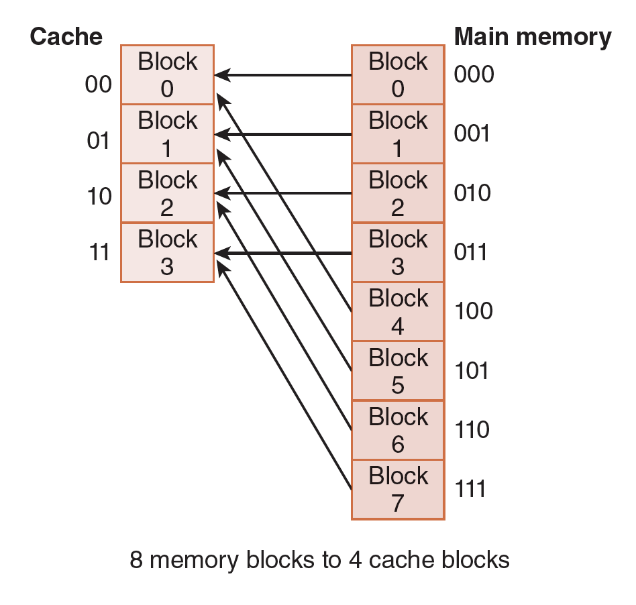 Cache
Main memory
00
Block
0
Block
0
000
01
Block
1
Block
1
001
10
Block
2
Block
2
010
11
Block
3
Block
3
011
Block
4
100
Block
5
101
Block
6
110
Block
7
111
8 memory blocks to 4 cache blocks